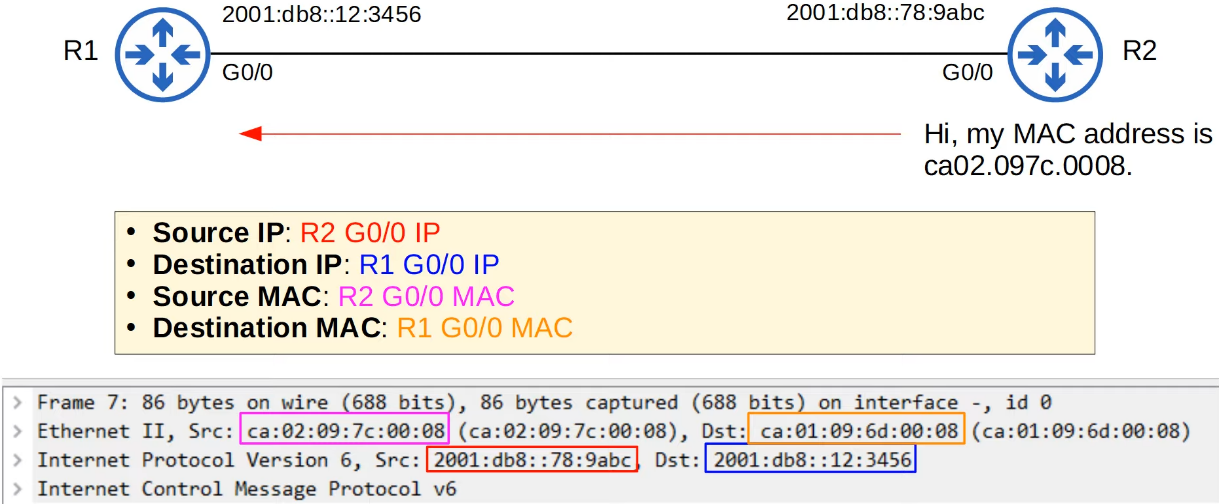 2001:db8::12:3456
2001:db8::78:9abc
R1
R2
G0/0
G0/0
Hi, my MAC address is
ca02.097c.0008.
• Source IP: R2 G0/0 IP
• Destination IP: R1 G0/0 IP
• Source MAC: R2 G0/0 MAC
• Destination MAC: R1 G0/0 MAC
> Frame 7: 86 bytes on wire (688 bits), 86 bytes captured (688 bits) on interface -, id 0
> Ethernet II, Src: ca:02:09:7c:00:08 (ca:02:09:7c:00:08), Dst: ca:01:09:6d:00:08 (ca:01:09:6d:00:08)
> Internet Protocol Version 6, Src: 2001:db8::78:9abc, Dst: 2001:db8::12:3456
> Internet Control Message Protocol v6